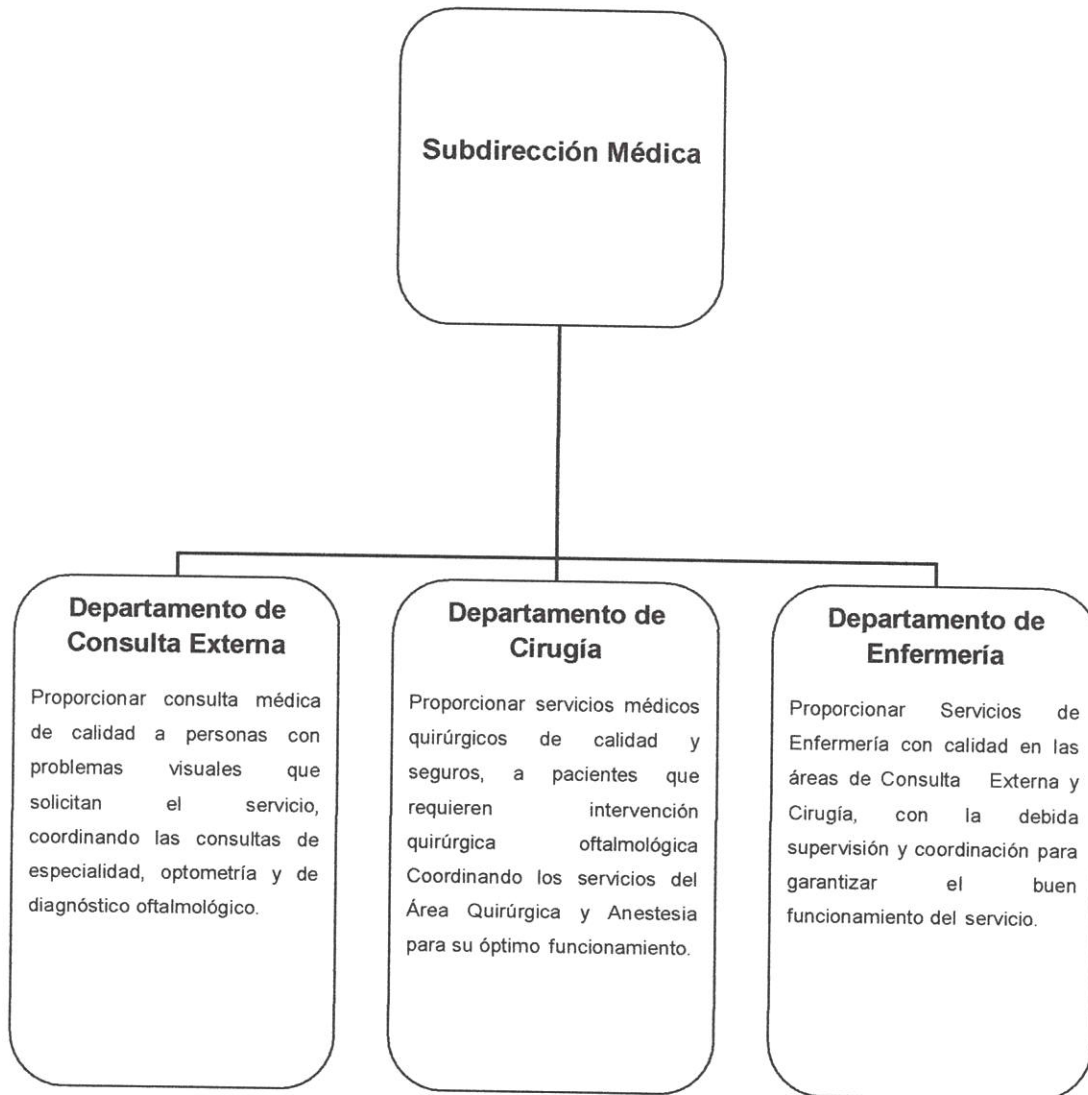 Subdirección Médica
Departamento de
Consulta Externa
Proporcionar consulta médica
de calidad a personas con
problemas visuales que
solicitan el servicio,
coordinando las consultas de
especialidad, optometría y de
diagnóstico oftalmológico.
Departamento de
Cirugía
Proporcionar servicios médicos
quirúrgicos de calidad y
seguros, a pacientes que
requieren intervención
quirúrgica oftalmológica
Coordinando los servicios del
Área Quirúrgica y Anestesia
para su óptimo funcionamiento.
Departamento de
Enfermería
Proporcionar Servicios de
Enfermería con calidad en las
áreas de Consulta Externa y
Cirugía, con la debida
supervisión y coordinación para
garantizar el buen
funcionamiento del servicio.